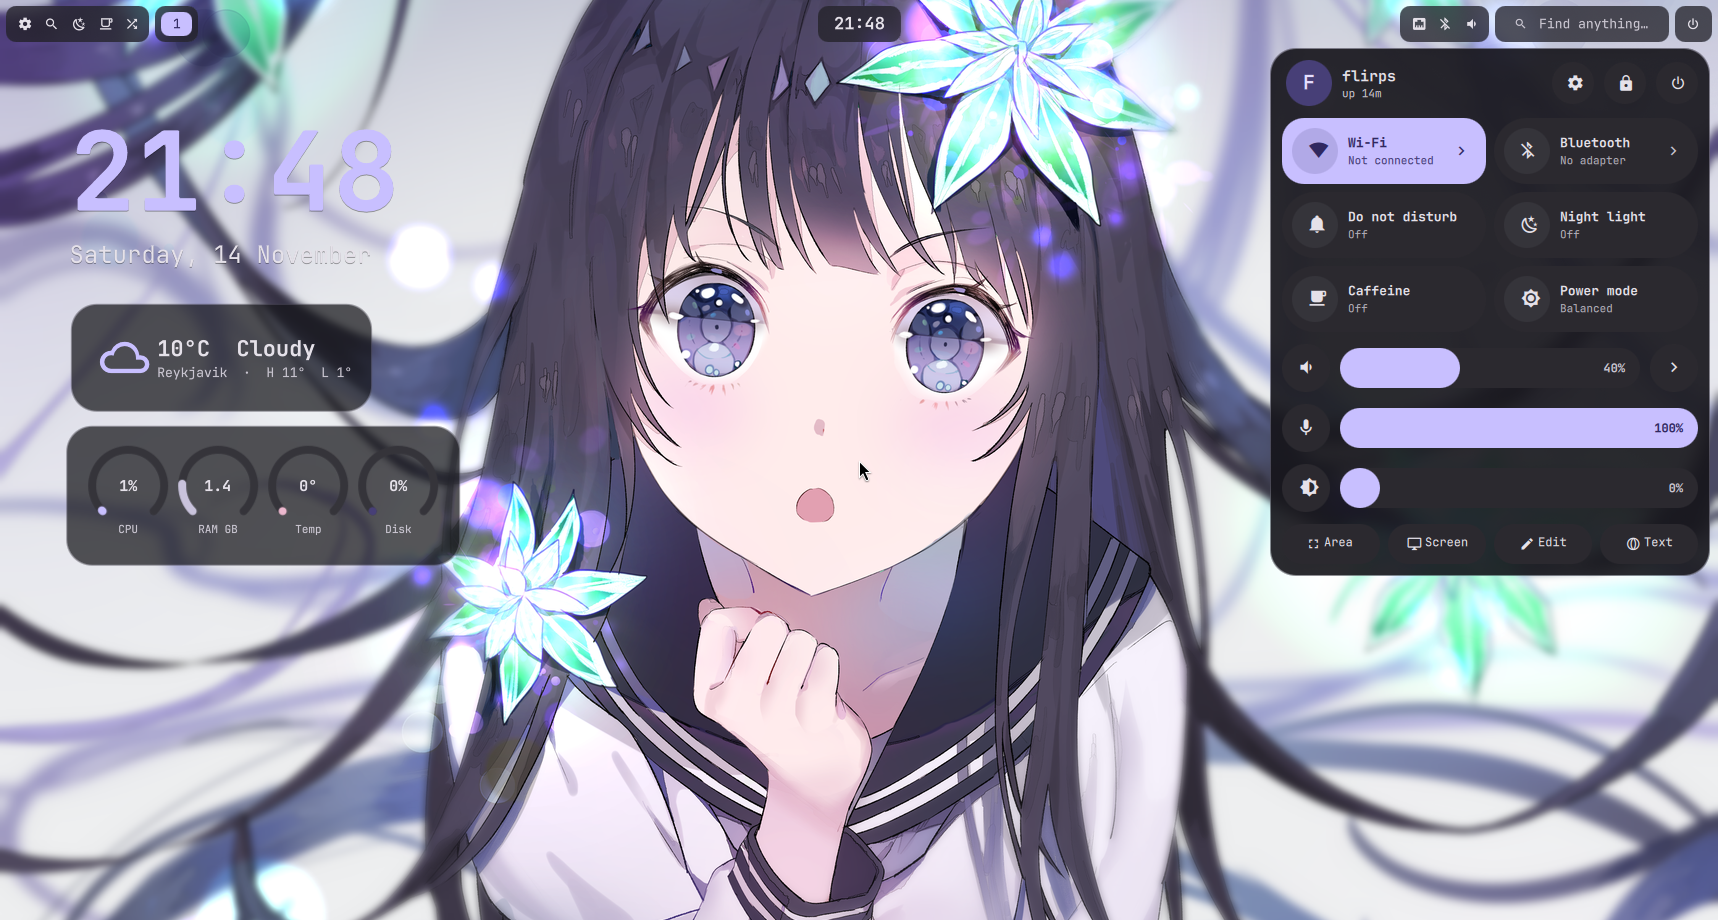 1
21:48
Find anything…
21:48
Saturday, 14 November
10°C Cloudy
Reykjavik · H 11° L 1°
1%
1.4
0°
0%
CPU
RAM GB
Temp
Disk
F
flirps
up 14m
Wi-Fi
Not connected
Bluetooth
No adapter
Do not disturb
Off
Night light
Off
Caffeine
Off
Power mode
Balanced
40%
100%
0%
Area
Screen
Edit
Text